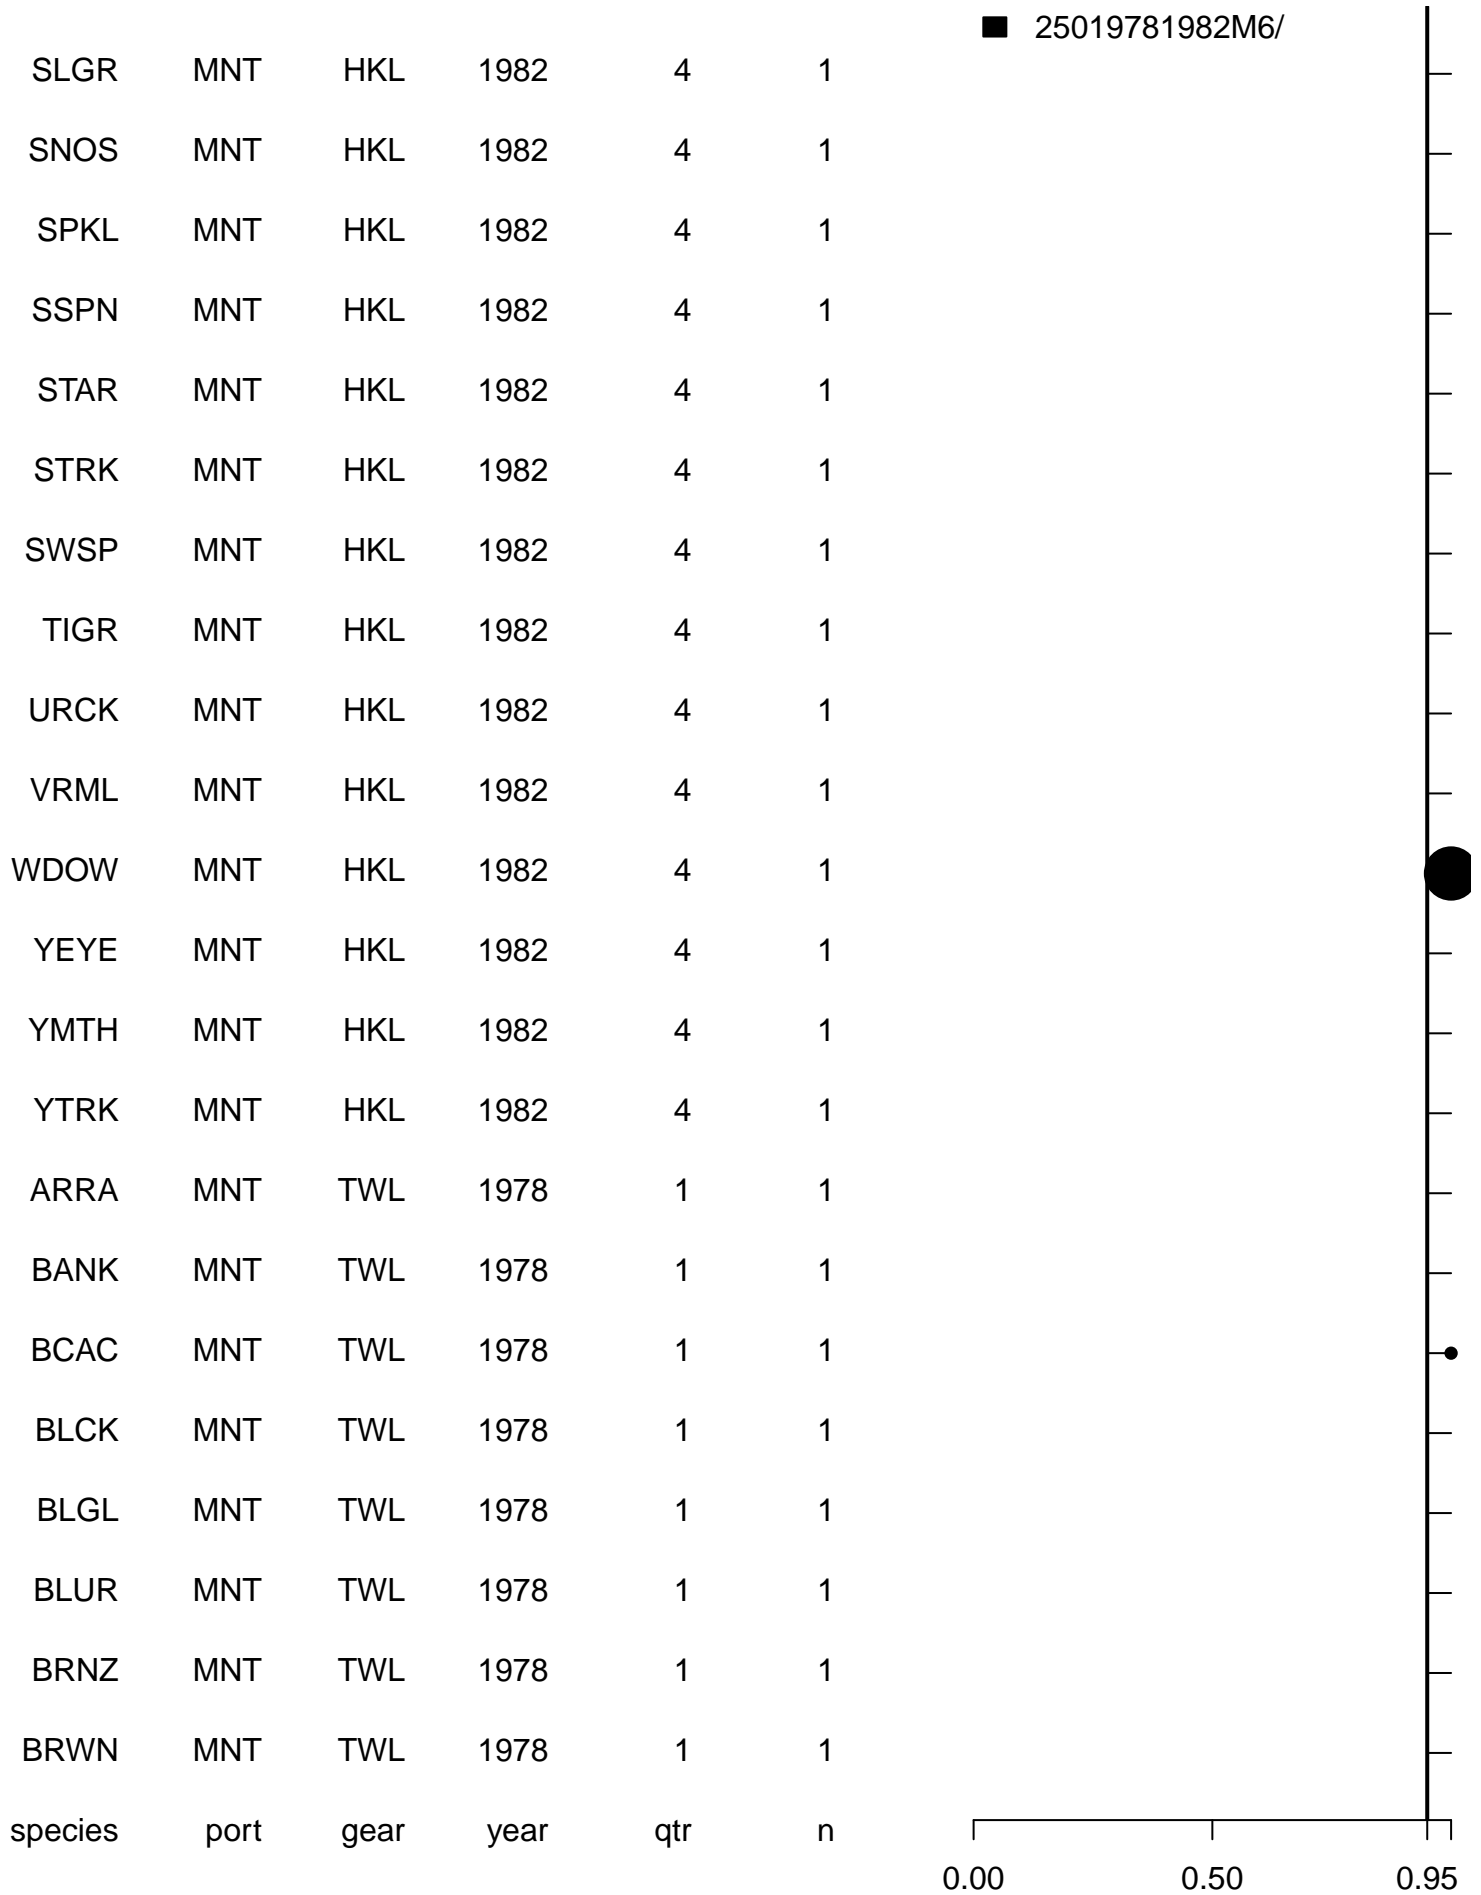 25019781982M6/
SLGR MNT HKL 1982 4 1
SNOS MNT HKL 1982 4 1
SPKL MNT HKL 1982 4 1
SSPN MNT HKL 1982 4 1
STAR MNT HKL 1982 4 1
STRK MNT HKL 1982 4 1
SWSP MNT HKL 1982 4 1
TIGR MNT HKL 1982 4 1
URCK MNT HKL 1982 4 1
VRML MNT HKL 1982 4 1
WDOW MNT HKL 1982 4 1
YEYE MNT HKL 1982 4 1
YMTH MNT HKL 1982 4 1
YTRK MNT HKL 1982 4 1
ARRA MNT TWL 1978 1 1
BANK MNT TWL 1978 1 1
BCAC MNT TWL 1978 1 1
BLCK MNT TWL 1978 1 1
BLGL MNT TWL 1978 1 1
BLUR MNT TWL 1978 1 1
BRNZ MNT TWL 1978 1 1
BRWN MNT TWL 1978 1 1
species port gear year qtr n
0.00 0.50 0.95